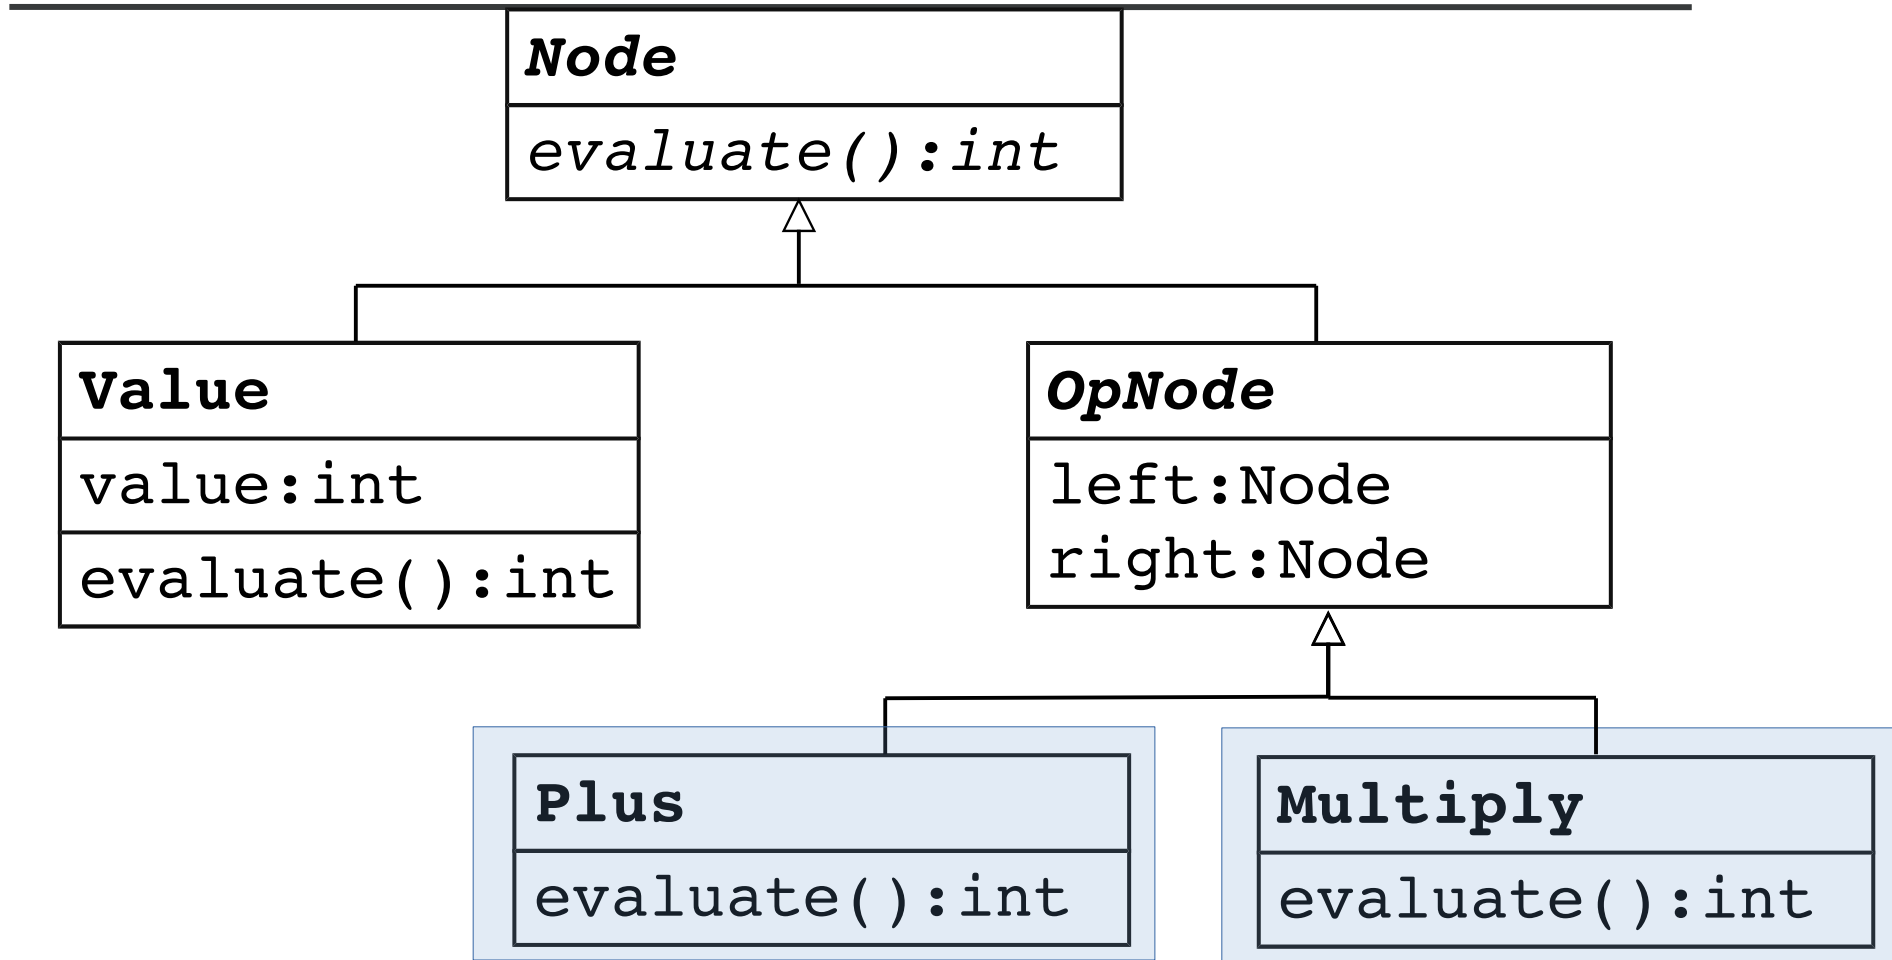 Node
evaluate():int
Value
value:int
evaluate():int
OpNode
left:Node
right:Node
Plus
evaluate():int
Multiply
evaluate():int